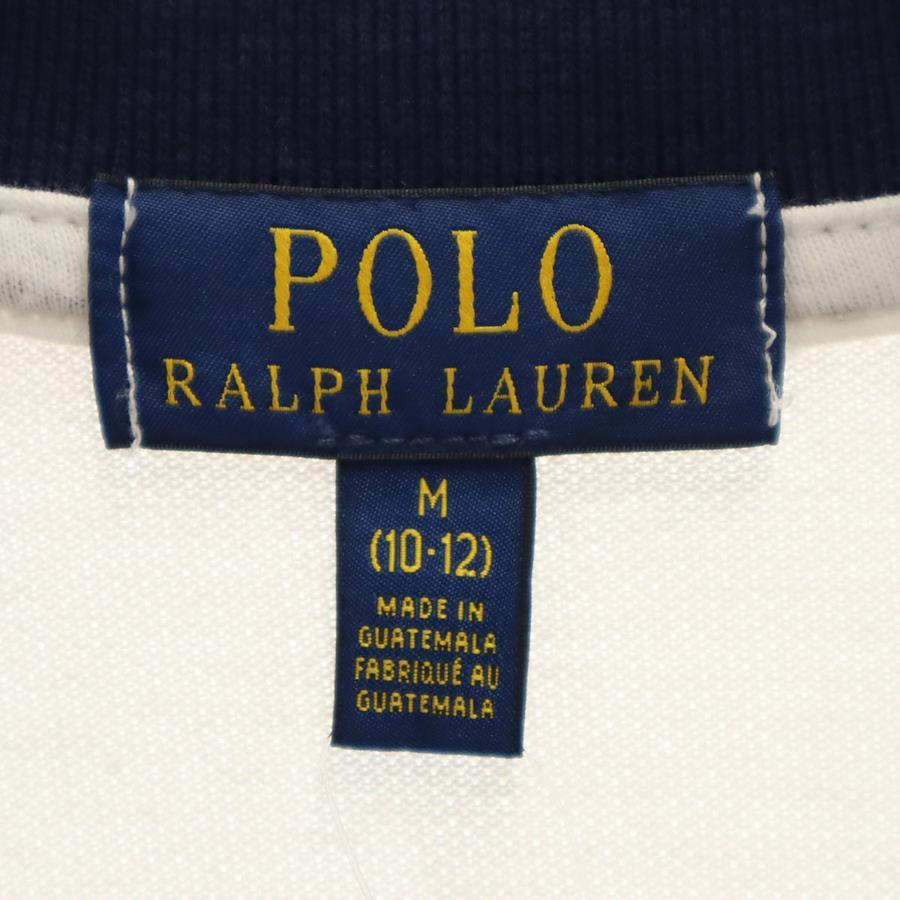 POLO
RALPH LAUREN
M
(10·12)
MADE IN
GUATEMALA
FABRIQUÉ AU
GUATEMALA